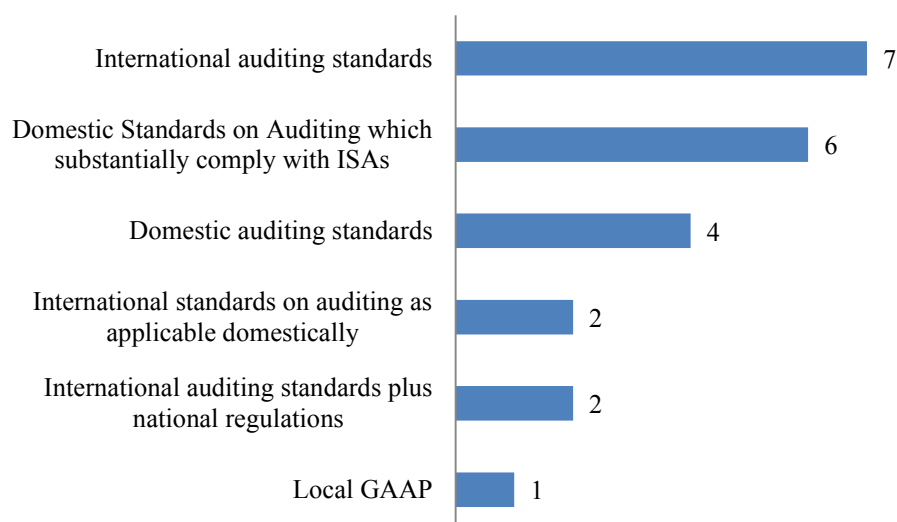 International auditing standards
7
Domestic Standards on Auditing which
substantially comply with ISAs
6
Domestic auditing standards
4
International standards on auditing as
applicable domestically
2
International auditing standards plus
national regulations
2
Local GAAP
1